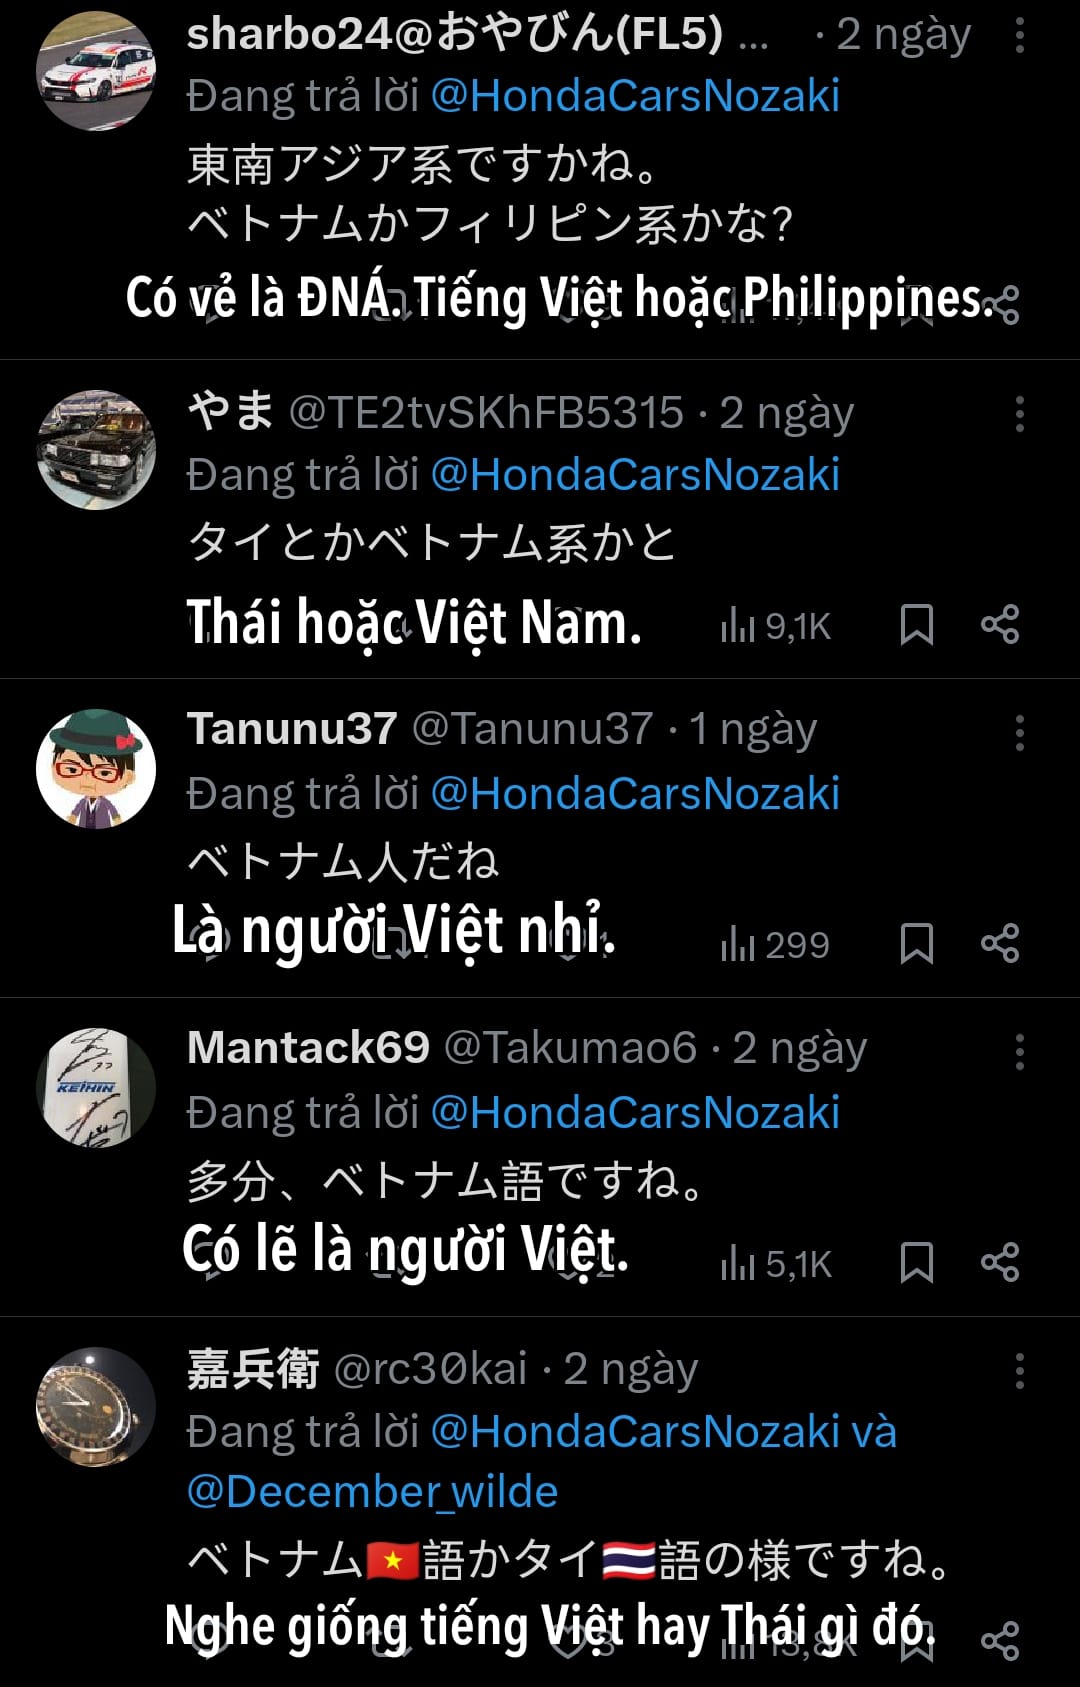 sharbo24@おやびん(FL5) ... · 2 ngày
Đang trả lời @HondaCarsNozaki
東南アジア系ですかね。
ベトナムかフィリピン系かな?
Có vẻ là ĐNÁ. Tiếng Việt hoặc Philippines.
やま @TE2tvSKhFB5315 · 2 ngày
Đang trả lời @HondaCarsNozaki
タイとかベトナム系かと
Thái hoặc Việt Nam.
9,1K
Tanunu37 @Tanunu37 · 1 ngày
Đang trả lời @HondaCarsNozaki
ベトナム人だね
Là người Việt nhỉ.
299
Mantack69 @Takumao6 · 2 ngày
Đang trả lời @HondaCarsNozaki
KEIHIN
多分、ベトナム語ですね。
Có lẽ là người Việt.
5,1K
嘉兵衛 @rc30kai · 2 ngày
Đang trả lời @HondaCarsNozaki và
@December_wilde
ベトナム🇻🇳語かタイ🇹🇭語の様ですね。
Nghe giống tiếng Việt hay Thái gì đó.